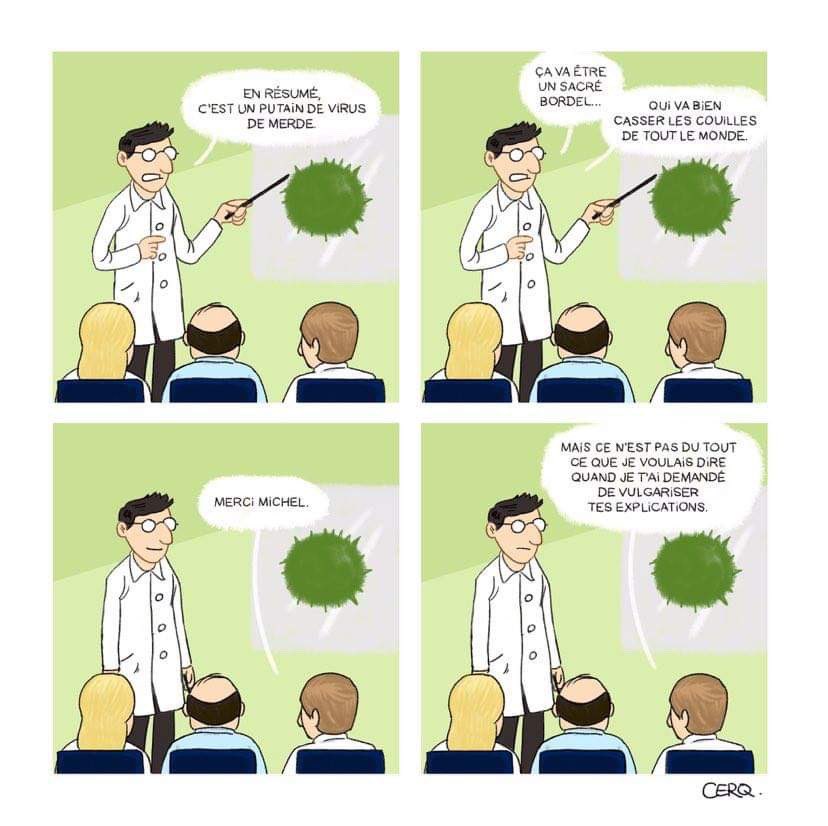 EN RÉSUMÉ,
C'EST UN PUTAIN DE VIRUS
DE MERDE.
ÇA VA ÊTRE
UN SACRÉ
BORDEL...
QUI VA BIEN
CASSER LES COUILLES
DE TOUT LE MONDE.
MERCI MICHEL.
MAIS CE N'EST PAS DU TOUT
CE QUE JE VOULAIS DIRE
QUAND JE T'AI DEMANDÉ
DE VULGARISER
TES EXPLICATIONS.
CERQ.